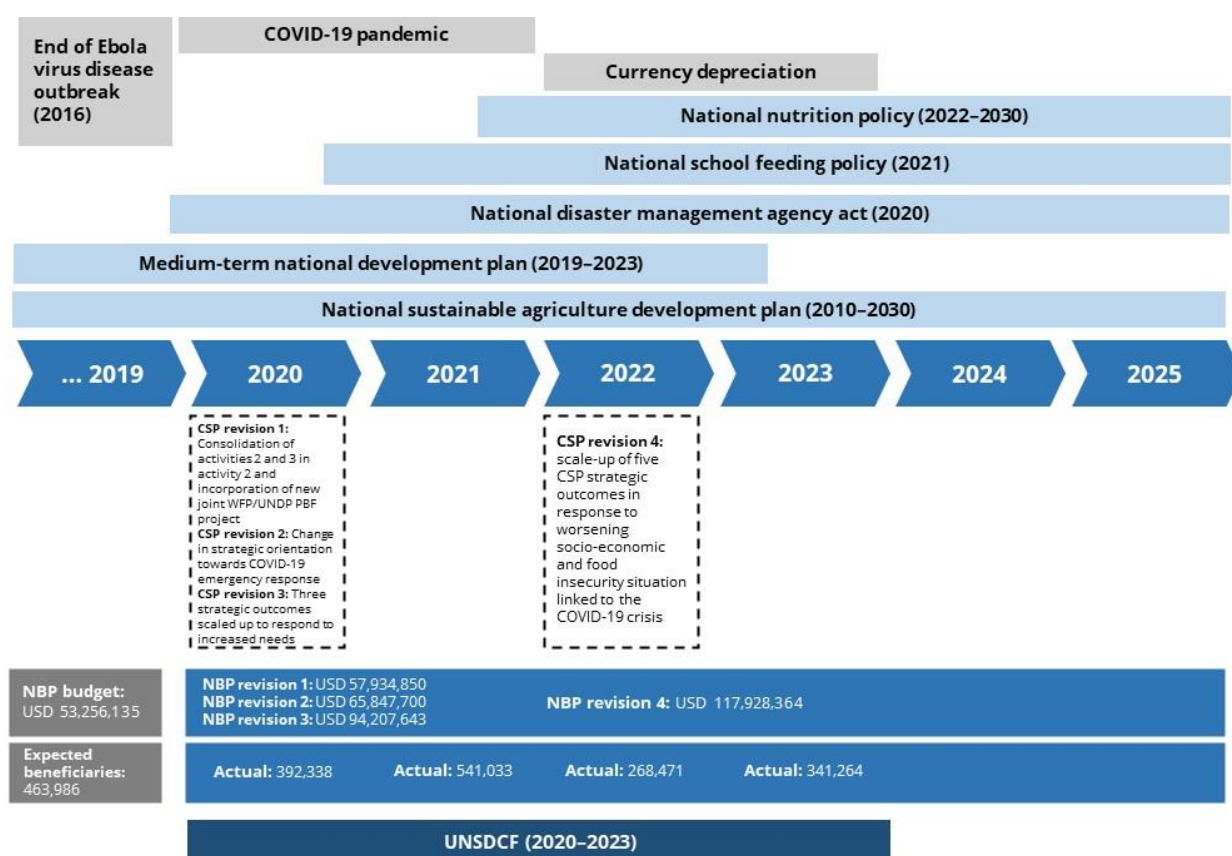 End of Ebola
virus disease
outbreak
(2016)
COVID-19 pandemic
Currency depreciation
National nutrition policy (2022–2030)
National school feeding policy (2021)
National disaster management agency act (2020)
Medium-term national development plan (2019–2023)
National sustainable agriculture development plan (2010–2030)
... 2019
2020
2021
2022
2023
2024
2025
CSP revision 1:
Consolidation of
activities 2 and 3 in
activity 2 and
incorporation of new
joint WFP/UNDP PBF
project
CSP revision 2: Change
in strategic orientation
towards COVID-19
emergency response
CSP revision 3: Three
strategic outcomes
scaled up to respond to
increased needs
CSP revision 4:
scale-up of five
CSP strategic
outcomes in
response to
worsening
socio-economic
and food
insecurity situation
linked to the
COVID-19 crisis
NBP budget:
USD 53,256,135
NBP revision 1: USD 57,934,850
NBP revision 2: USD 65,847,700
NBP revision 3: USD 94,207,643
NBP revision 4: USD 117,928,364
Expected
beneficiaries:
463,986
Actual: 392,338
Actual: 541,033
Actual: 268,471
Actual: 341,264
UNSDCF (2020–2023)